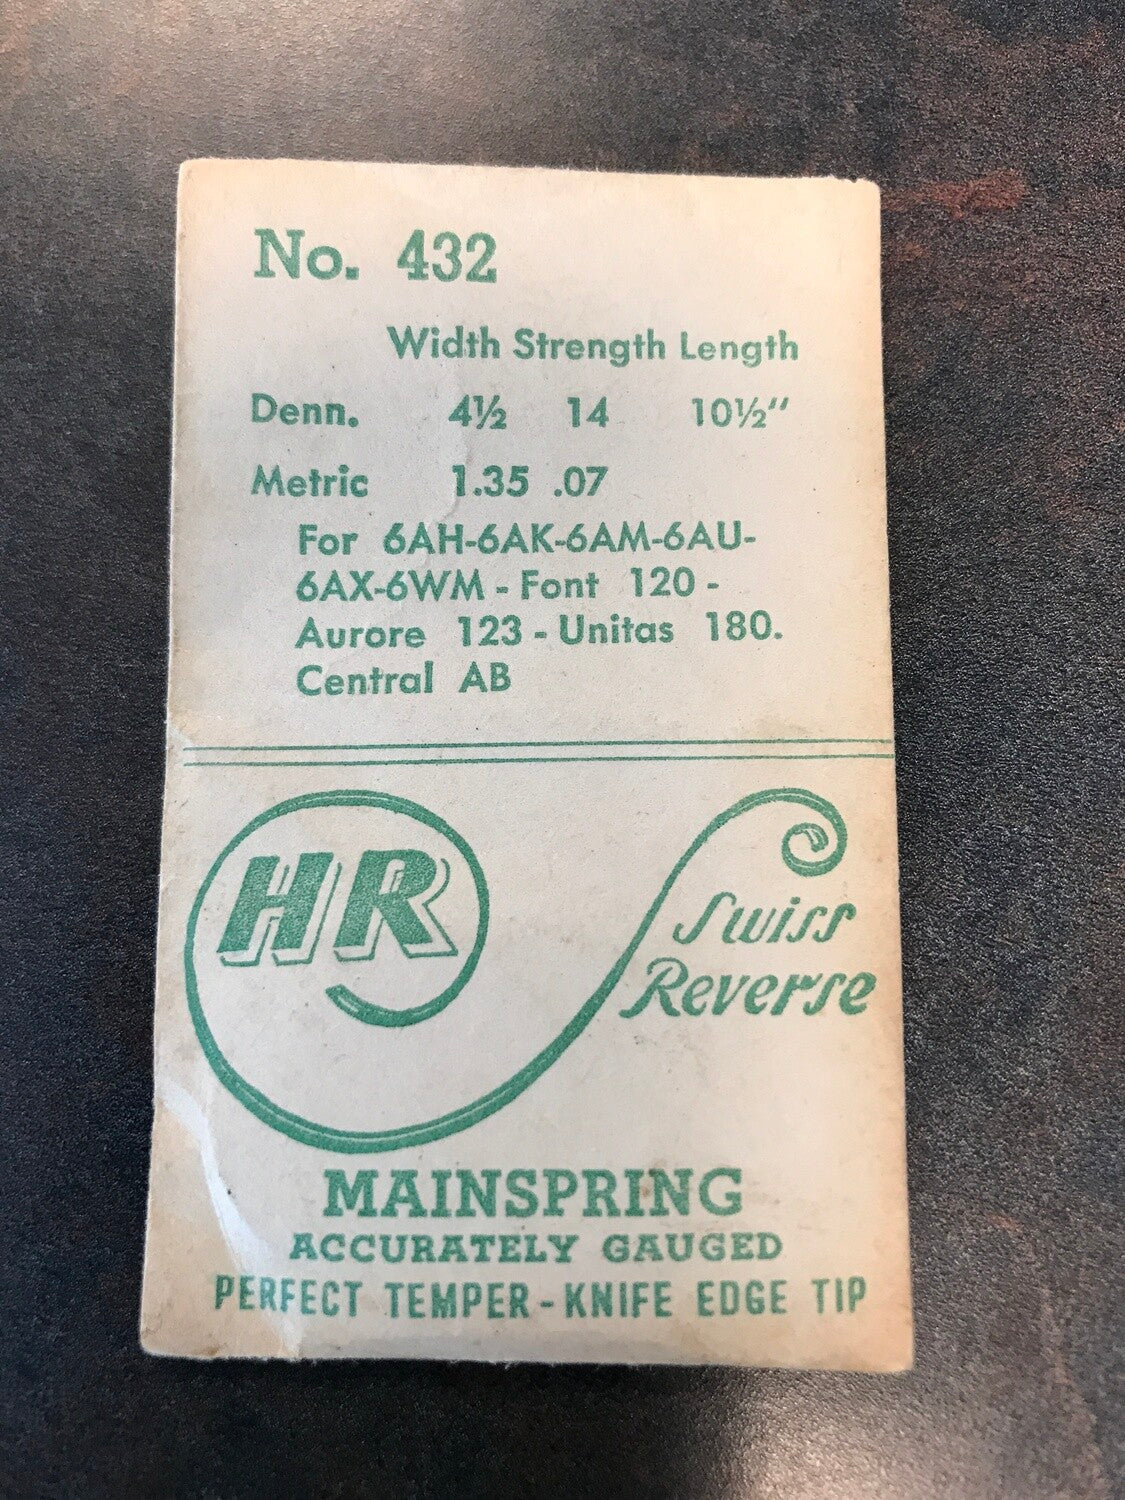 No. 432
Width Strength Length
Denn. 4½ 14 10½"
Metric 1.35 .07
For 6AH-6AK-6AM-6AU-
6AX-6WM - Font 120 -
Aurore 123 - Unitas 180.
Central AB
HR
Swiss
Reverse
MAINSPRING
ACCURATELY GAUGED
PERFECT TEMPER - KNIFE EDGE TIP